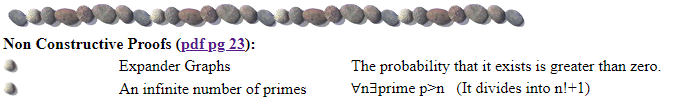 Non Constructive Proofs (pdf pg 23):
Expander Graphs The probability that it exists is greater than zero.
An infinite number of primes ∀n∃prime p>n (It divides into n!+1)